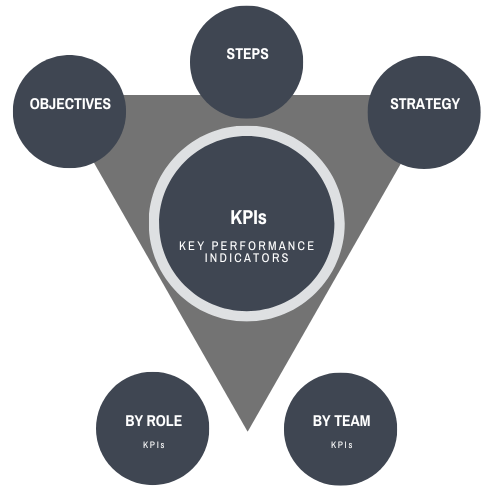 STEPS
OBJECTIVES
STRATEGY
KPIs
KEY PERFORMANCE
INDICATORS
BY ROLE
KPIs
BY TEAM
KPIs